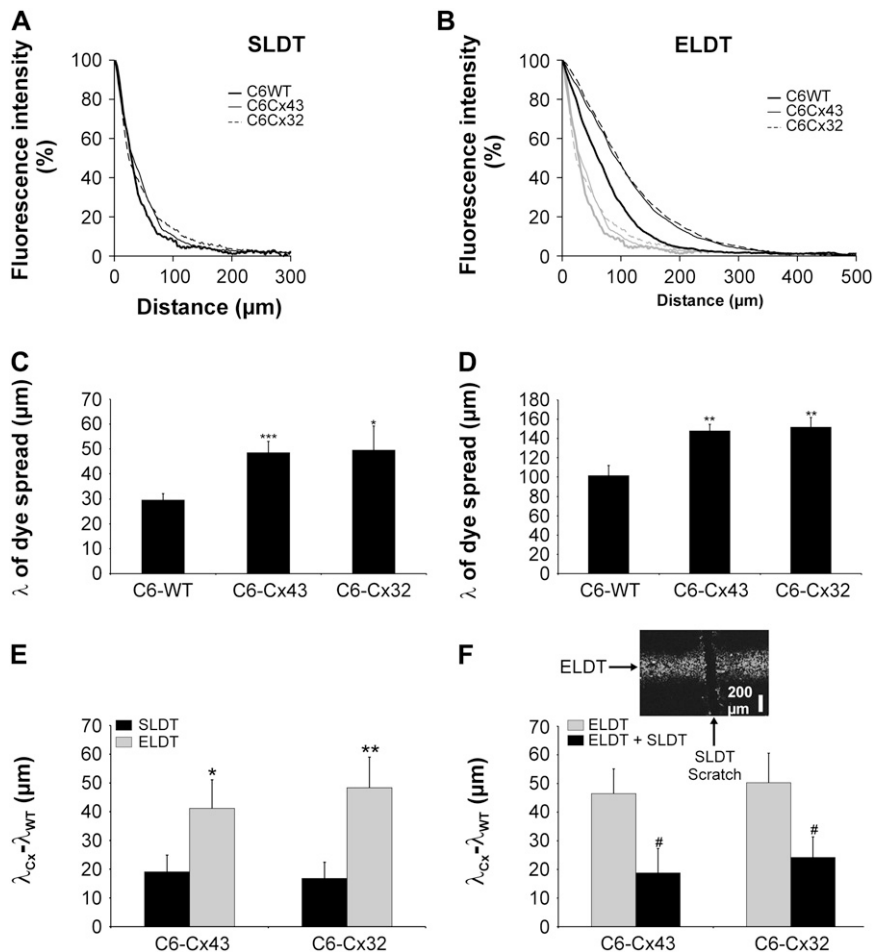 A
SLDT
Fluorescence intensity
(%)
100
80
60
40
20
0
C6WT
C6Cx43
C6Cx32
0 100 200 300
Distance (µm)
B
ELDT
Fluorescence intensity
(%)
100
80
60
40
20
0
C6WT
C6Cx43
C6Cx32
0 100 200 300 400 500
Distance (µm)
C
λ of dye spread (µm)
70
60
50
40
30
20
10
0
***
*
C6-WT C6-Cx43 C6-Cx32
D
λ of dye spread (µm)
180
160
140
120
100
80
60
40
20
0
**
**
C6-WT C6-Cx43 C6-Cx32
E
λCx-λWT
(µm)
70
60
50
40
30
20
10
0
SLDT
ELDT
*
**
C6-Cx43 C6-Cx32
F
ELDT
200
µm
SLDT
Scratch
λCx-λWT
(µm)
70
60
50
40
30
20
10
0
ELDT
ELDT + SLDT
#
#
C6-Cx43 C6-Cx32